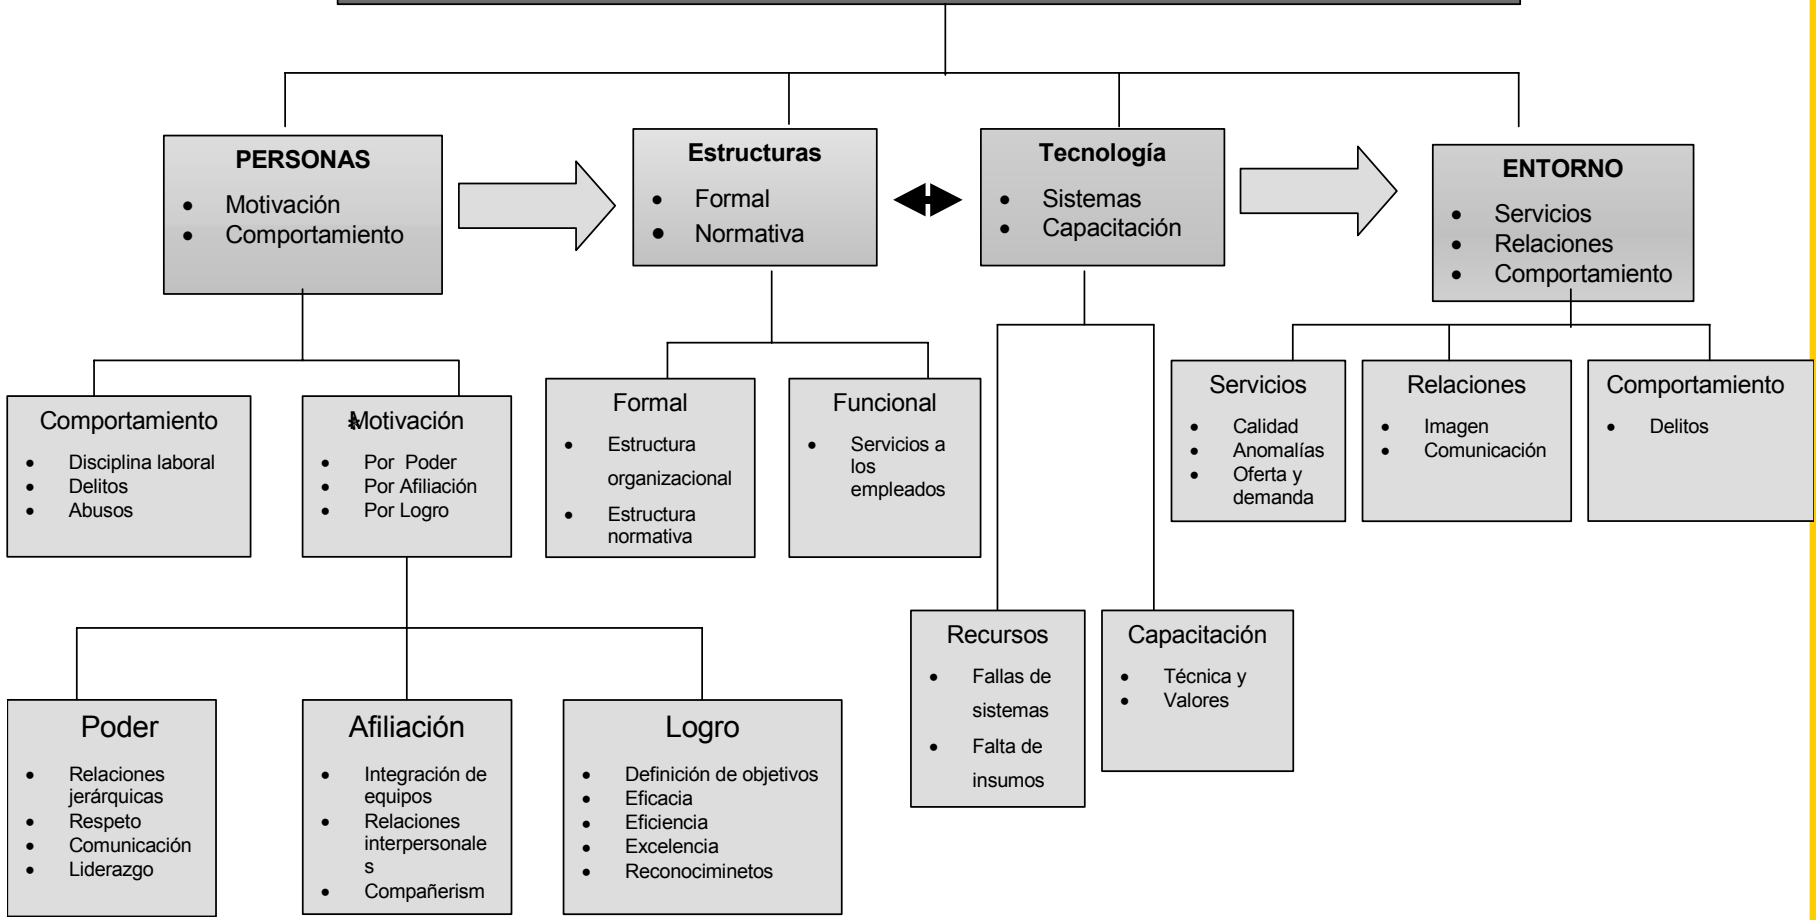 PERSONAS
• Motivación
• Comportamiento
Estructuras
• Formal
• Normativa
Tecnología
• Sistemas
• Capacitación
ENTORNO
• Servicios
• Relaciones
• Comportamiento
Comportamiento
• Disciplina laboral
• Delitos
• Abusos
*Motivación
• Por Poder
• Por Afiliación
• Por Logro
Formal
• Estructura
organizacional
• Estructura
normativa
Funcional
• Servicios a
los
empleados
Servicios
• Calidad
• Anomalías
• Oferta y
demanda
Relaciones
• Imagen
• Comunicación
Comportamiento
• Delitos
Recursos
• Fallas de
sistemas
• Falta de
insumos
Capacitación
• Técnica y
• Valores
Poder
• Relaciones
jerárquicas
• Respeto
• Comunicación
• Liderazgo
Afiliación
• Integración de
equipos
• Relaciones
interpersonale
s
• Compañerism
Logro
• Definición de objetivos
• Eficacia
• Eficiencia
• Excelencia
• Reconociminetos